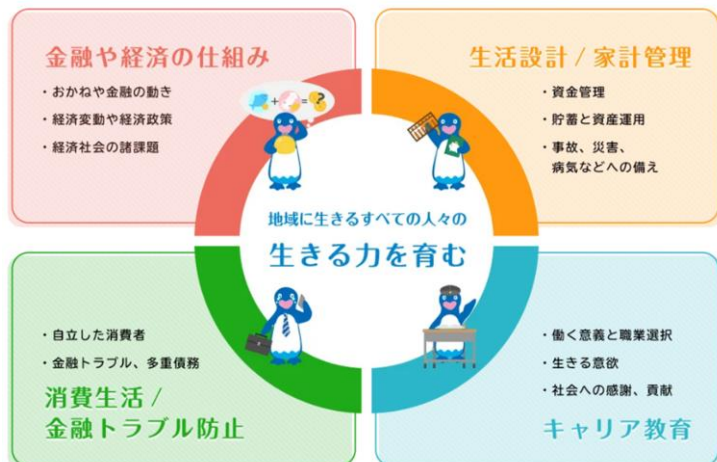 金融や経済の仕組み
・おかねや金融の動き
・経済変動や経済政策
・経済社会の諸課題
+ = ?
生活設計 / 家計管理
・資金管理
・貯蓄と資産運用
・事故、災害、
病気などへの備え
地域に生きるすべての人々の
生きる力を育む
・自立した消費者
・金融トラブル、多重債務
消費生活 /
金融トラブル防止
・働く意義と職業選択
・生きる意欲
・社会への感謝、貢献
キャリア教育